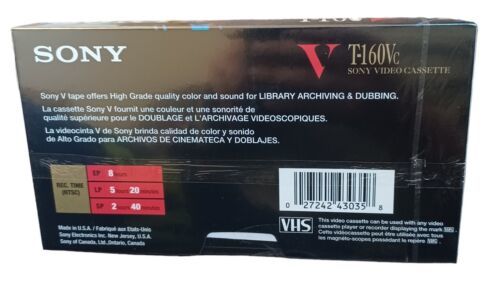 SONY
V T-160Vc
SONY VIDEO CASSETTE
Sony V tape offers High Grade quality color and sound for LIBRARY ARCHIVING & DUBBING.
La cassette Sony V fournit une couleur et une sonorité de
qualité supérieure pour le DOUBLAGE et L'ARCHIVAGE VIDEOSCOPIQUES.
La videocinta V de Sony brinda calidad de color y sonido
de Alto Grado para ARCHIVOS DE CINEMATECA Y DOBLAJES.
REC. TIME
(NTSC)
EP 8 hours
LP 5 hours 20 minutes
SP 2 hours 40 minutes
0 27242 43035 8
Made in U.S.A. / Fabriqué aux Etats-Unis
Sony Electronics Inc. New Jersey, U.S.A.
Sony of Canada. Ltd., Ontario, Canada
VHS
This video cassette can be used with any video
cassette player or recorder displaying the mark VHS.
Cette vidéocassette peut être utilisée avec tous
les magnéto-scopes possédant le repère VHS.